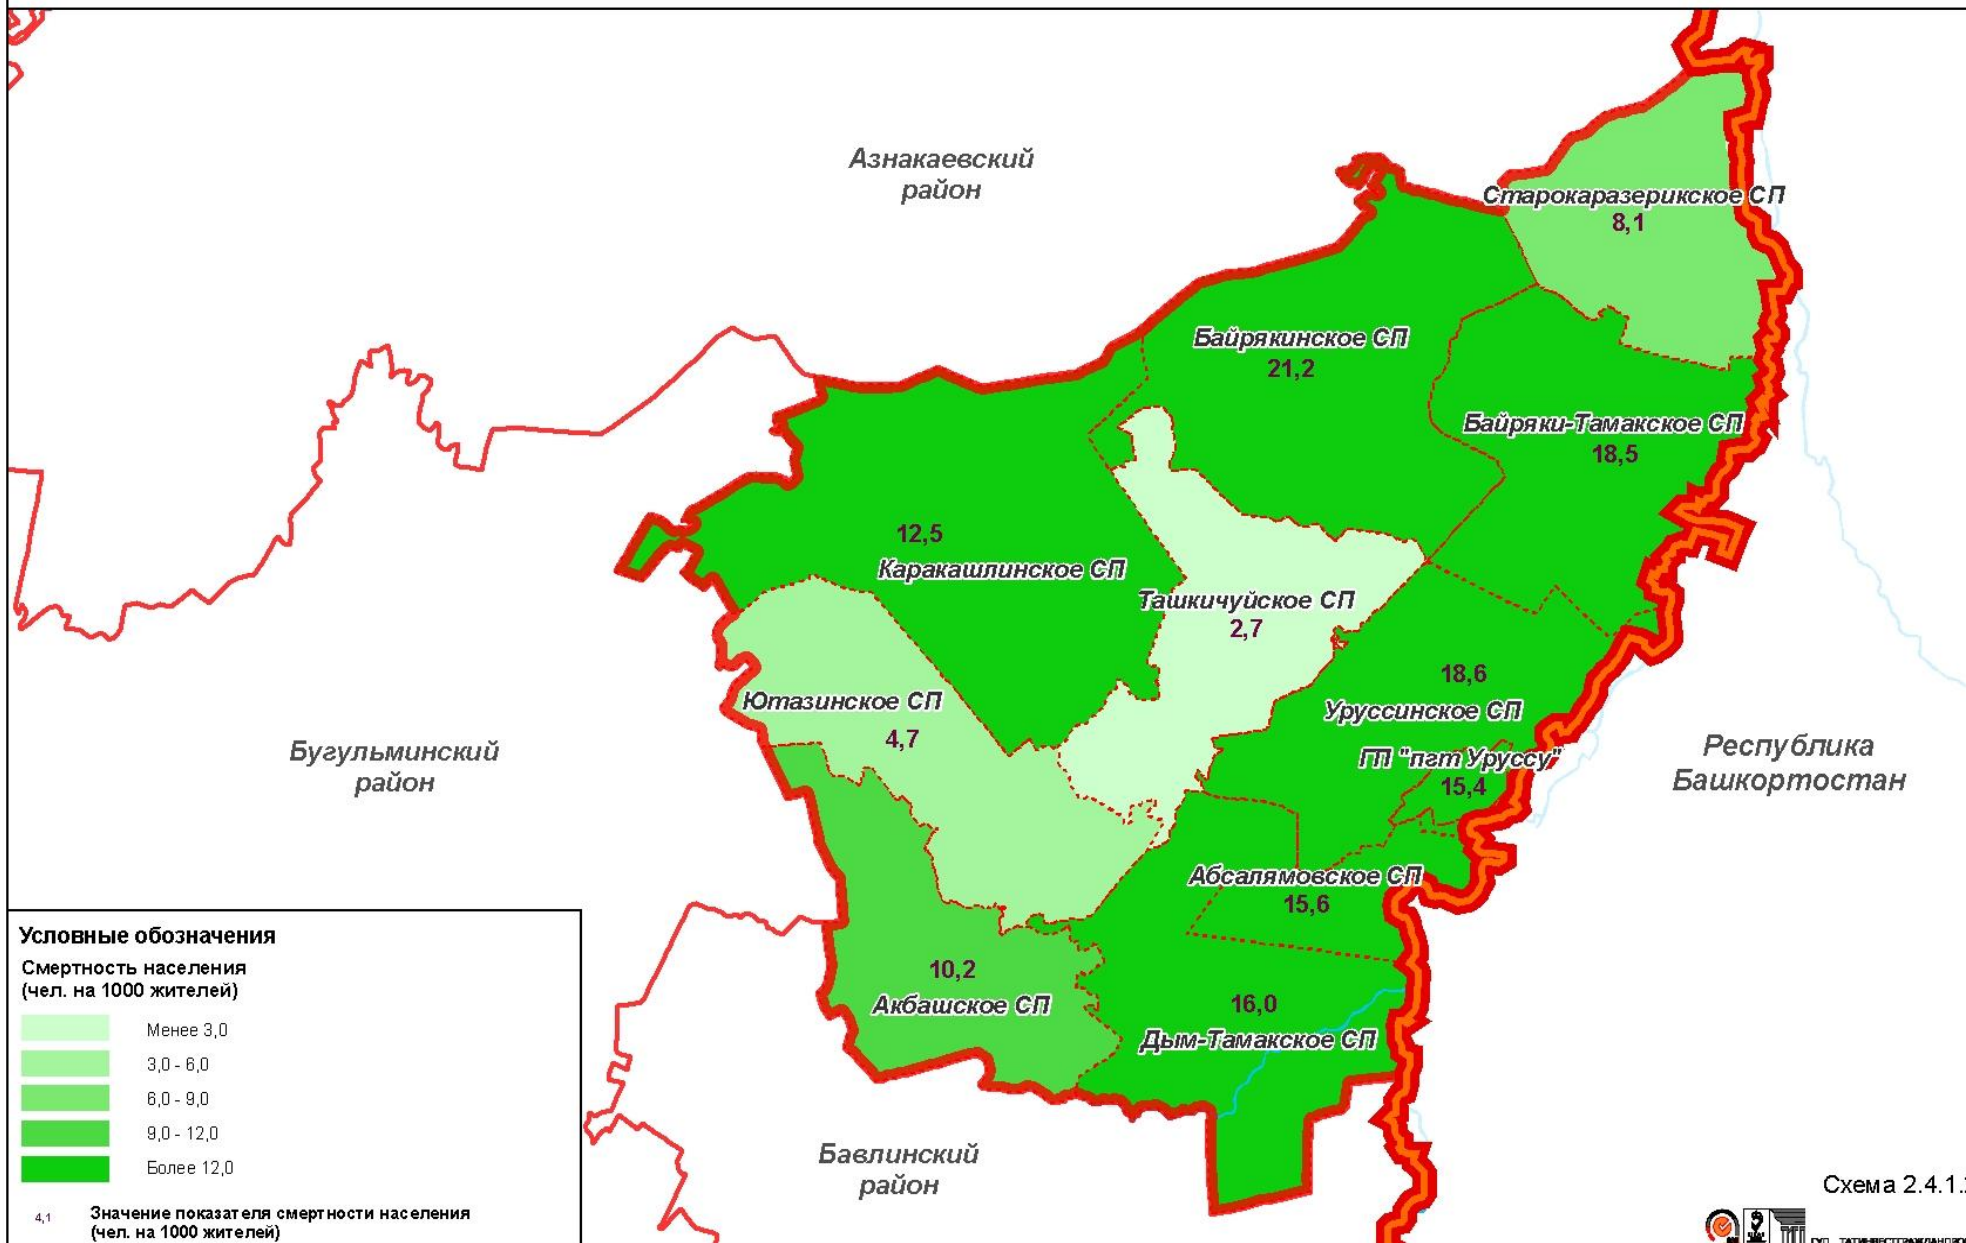 Азнакаевский
район
Старокаразерикское СП
8,1
Байрякинское СП
21,2
Байряки-Тамакское СП
18,5
12,5
Каракашлинское СП
Ташкичуйское СП
2,7
18,6
Уруссинское СП
Ютазинское СП
4,7
ГП "пгт Уруссу"
15,4
Бугульминский
район
Республика
Башкортостан
Абсалямовское СП
15,6
10,2
Акбашское СП
16,0
Дым-Тамакское СП
Бавлинский
район
Условные обозначения
Смертность населения
(чел. на 1000 жителей)
Менее 3,0
3,0 - 6,0
6,0 - 9,0
9,0 - 12,0
Более 12,0
4,1 Значение показателя смертности населения
(чел. на 1000 жителей)
Схема 2.4.1.